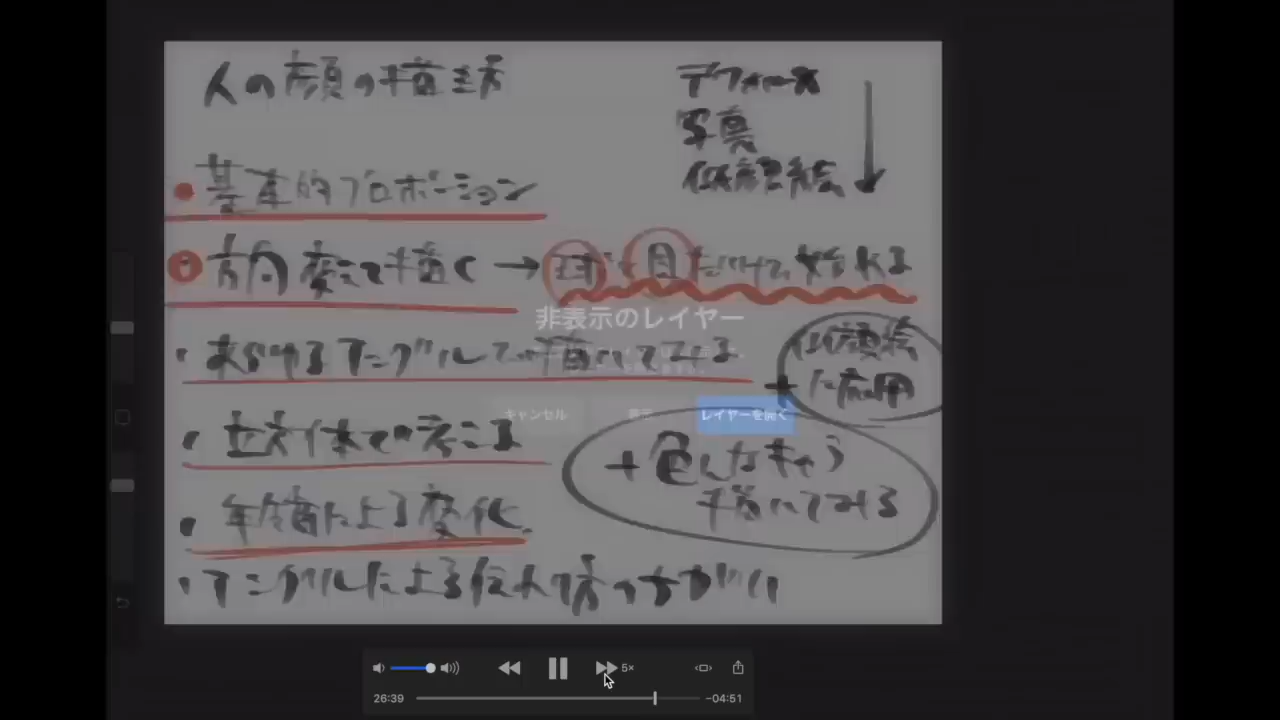 人の顔の描き方
デフォルメ
写真
似顔絵
・基本的プロポーション
・方向変えて描く→球と目だけで始める
・あらゆるアングルで描いてみる
似顔絵
+に応用
・立方体で考える
+色んなキャラ
描いてみる
・年齢による変化
・アングルによる伝わり方のちがい
非表示のレイヤー
キャンセル
表示
レイヤーを開く
5×
26:39
−04:51